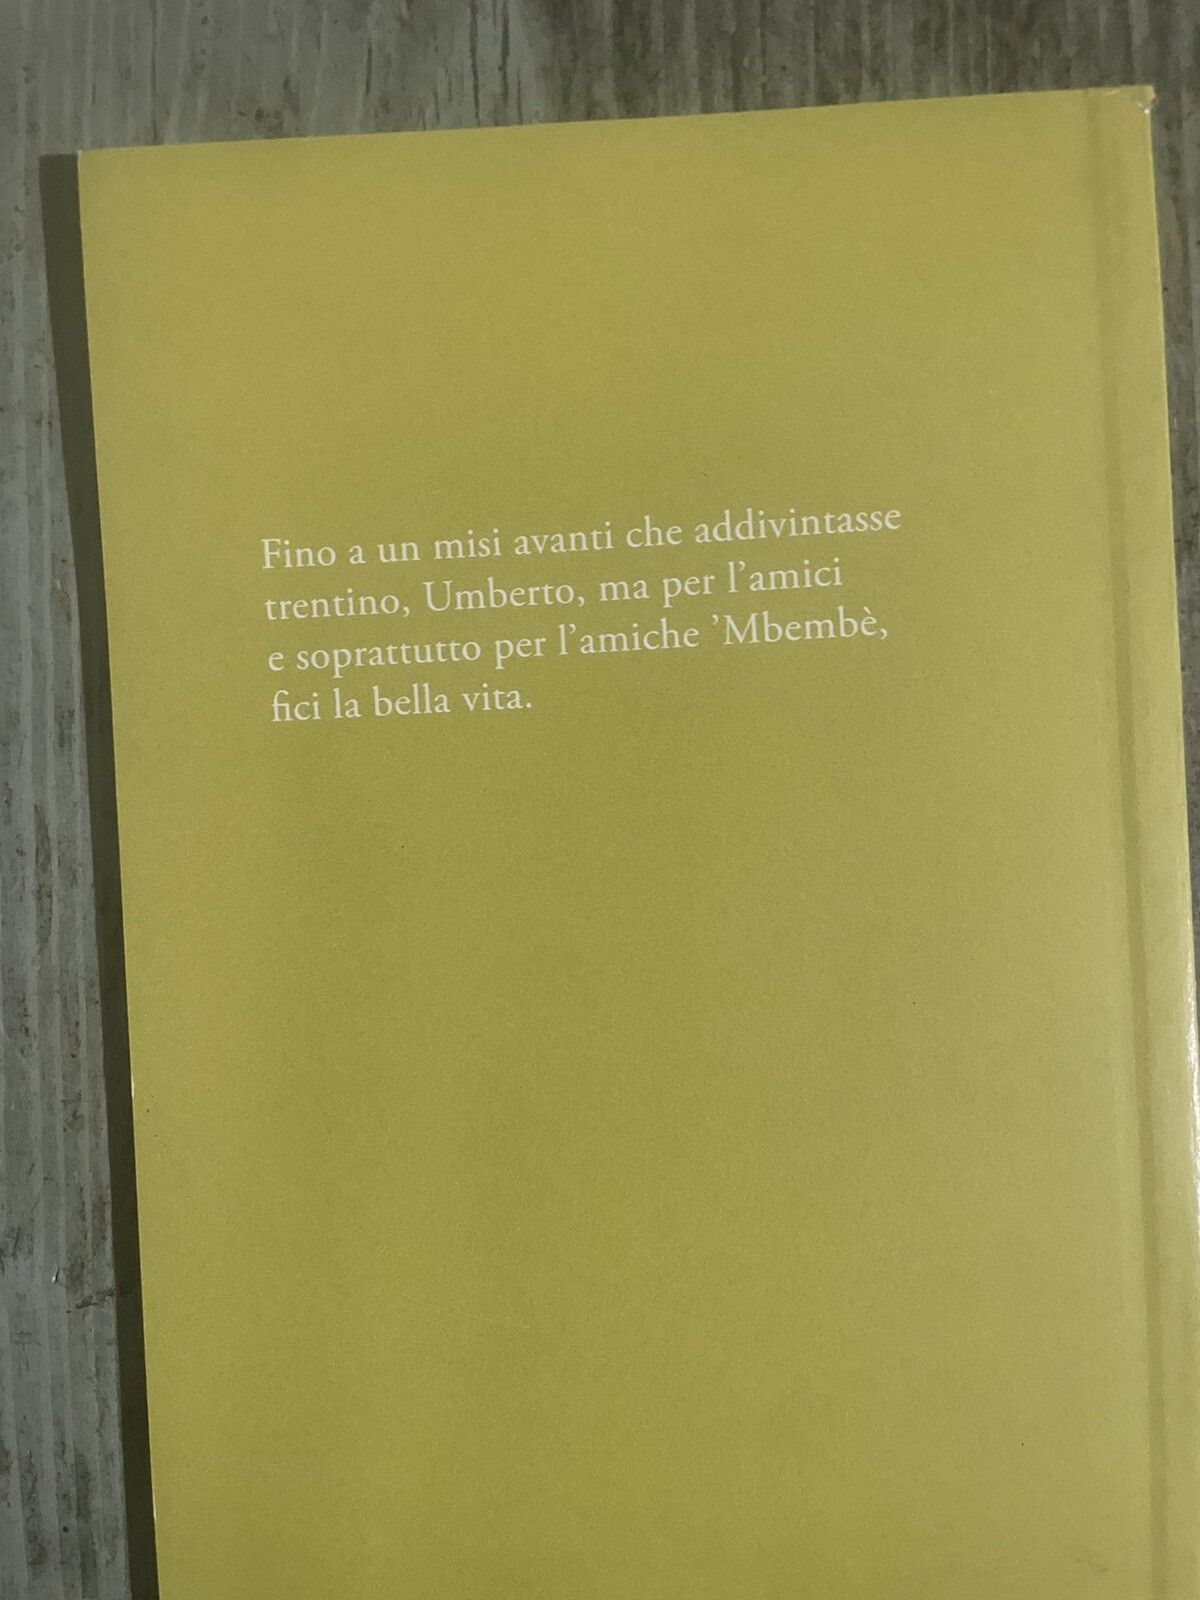 Fino a un misi avanti che addivintasse
trentino, Umberto, ma per l’amici
e soprattutto per l’amiche ’Mbembè,
fici la bella vita.